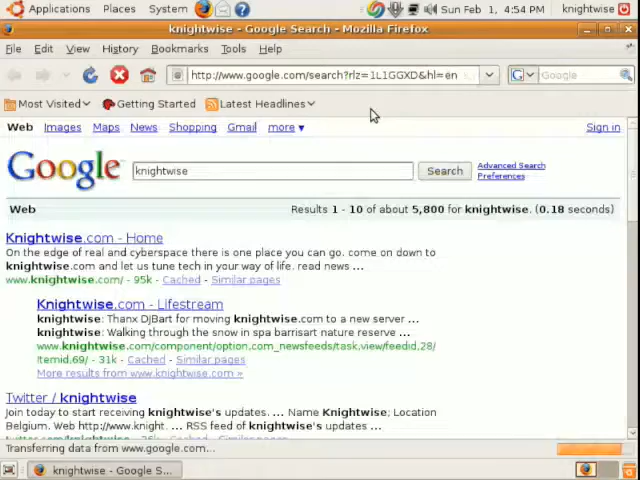 Applications Places System Sun Feb 1, 4:54 PM knightwise
knightwise - Google Search - Mozilla Firefox
File Edit View History Bookmarks Tools Help
http://www.google.com/search?rlz=1L1GGXD&hl=en Google
Most Visited Getting Started Latest Headlines
Web Images Maps News Shopping Gmail more ▼ Sign in
Google knightwise Search Advanced Search
Preferences
Web Results 1 - 10 of about 5,800 for knightwise. (0.18 seconds)
Knightwise.com - Home
On the edge of real and cyberspace there is one place you can go. come on down to
knightwise.com and let us tune tech in your way of life. read news ...
www.knightwise.com/ - 95k - Cached - Similar pages
Knightwise.com - Lifestream
knightwise: Thanx DjBart for moving knightwise.com to a new server ...
knightwise: Walking through the snow in spa barrisart nature reserve ...
www.knightwise.com/component/option,com_newsfeeds/task,view/feedid,28/
Itemid,69/ - 31k - Cached - Similar pages
More results from www.knightwise.com »
Twitter / knightwise
Join today to start receiving knightwise's updates. ... Name Knightwise; Location
Belgium. Web http://www.knight. ... RSS feed of knightwise's updates. ...
twitter.com/knightwise - 26k - Cached - Similar pages
Transferring data from www.google.com...
knightwise - Google S...